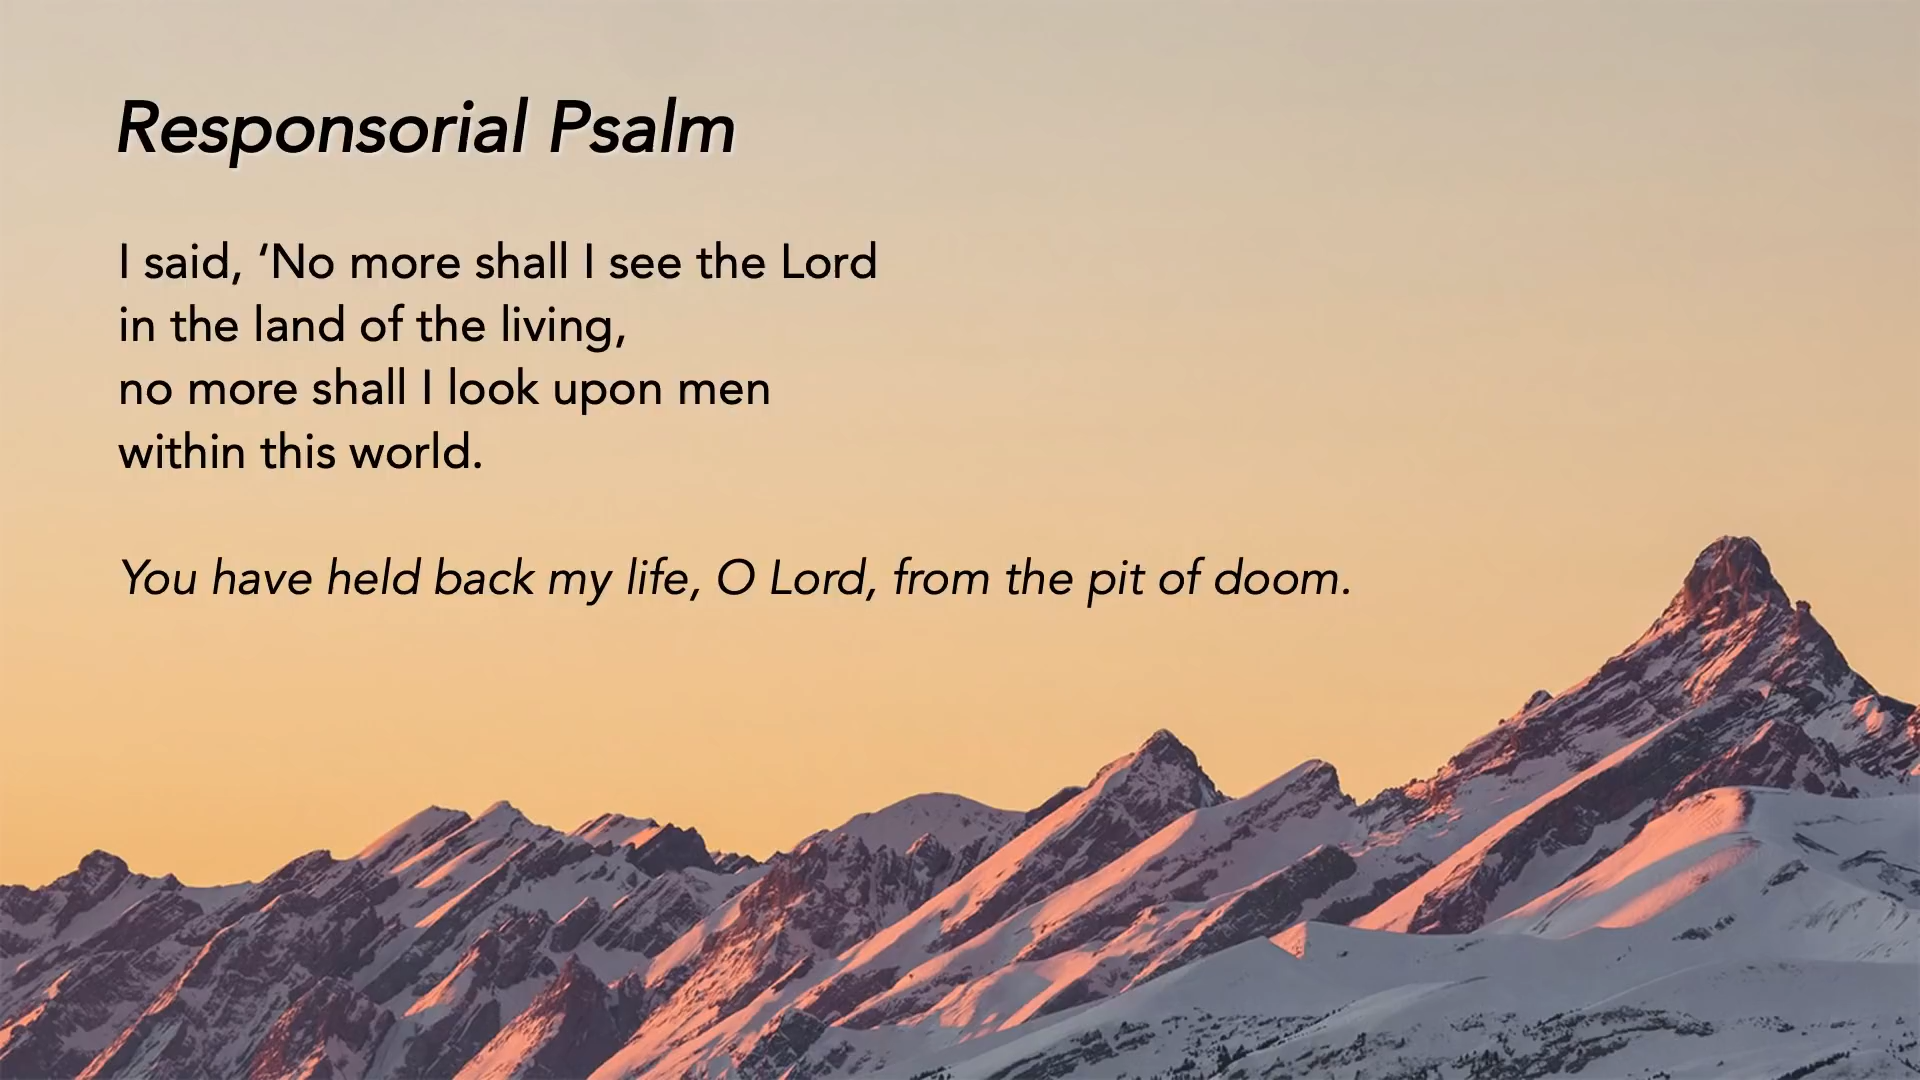 Responsorial Psalm
I said, ‘No more shall I see the Lord
in the land of the living,
no more shall I look upon men
within this world.
You have held back my life, O Lord, from the pit of doom.